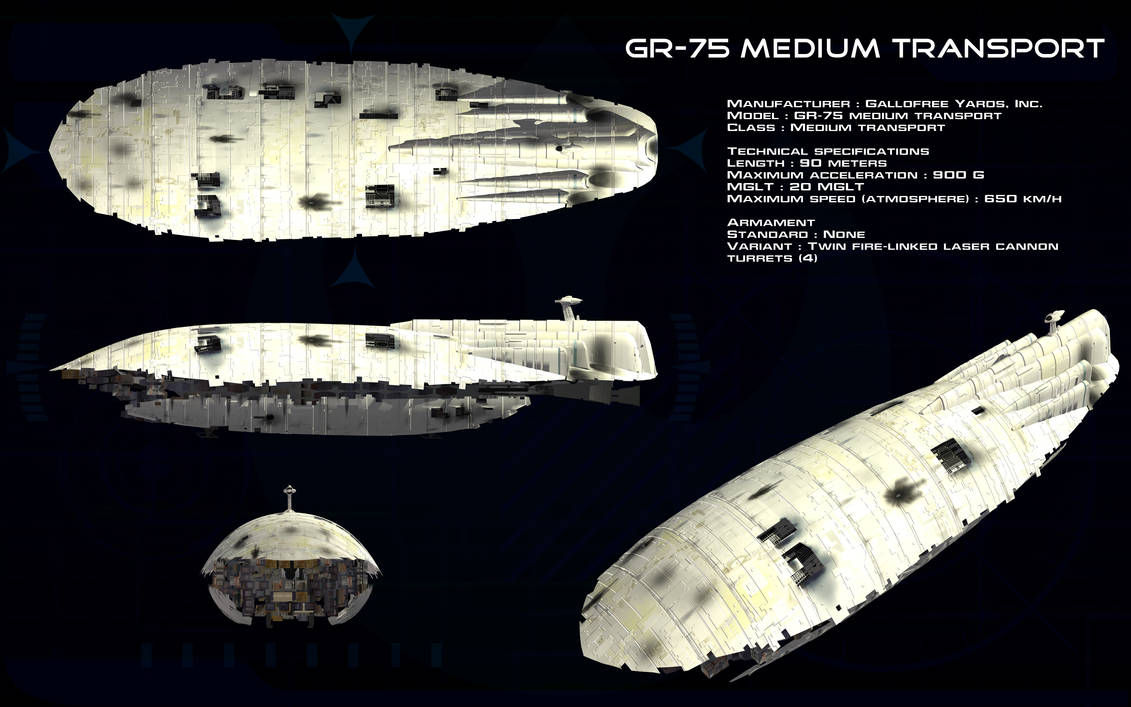 GR-75 MEDIUM TRANSPORT
MANUFACTURER : GALLOFREE YARDS, INC.
MODEL : GR-75 MEDIUM TRANSPORT
CLASS : MEDIUM TRANSPORT
TECHNICAL SPECIFICATIONS
LENGTH : 90 METERS
MAXIMUM ACCELERATION : 900 G
MGLT : 20 MGLT
MAXIMUM SPEED (ATMOSPHERE) : 650 KM/H
ARMAMENT
STANDARD : NONE
VARIANT : TWIN FIRE-LINKED LASER CANNON
TURRETS (4)